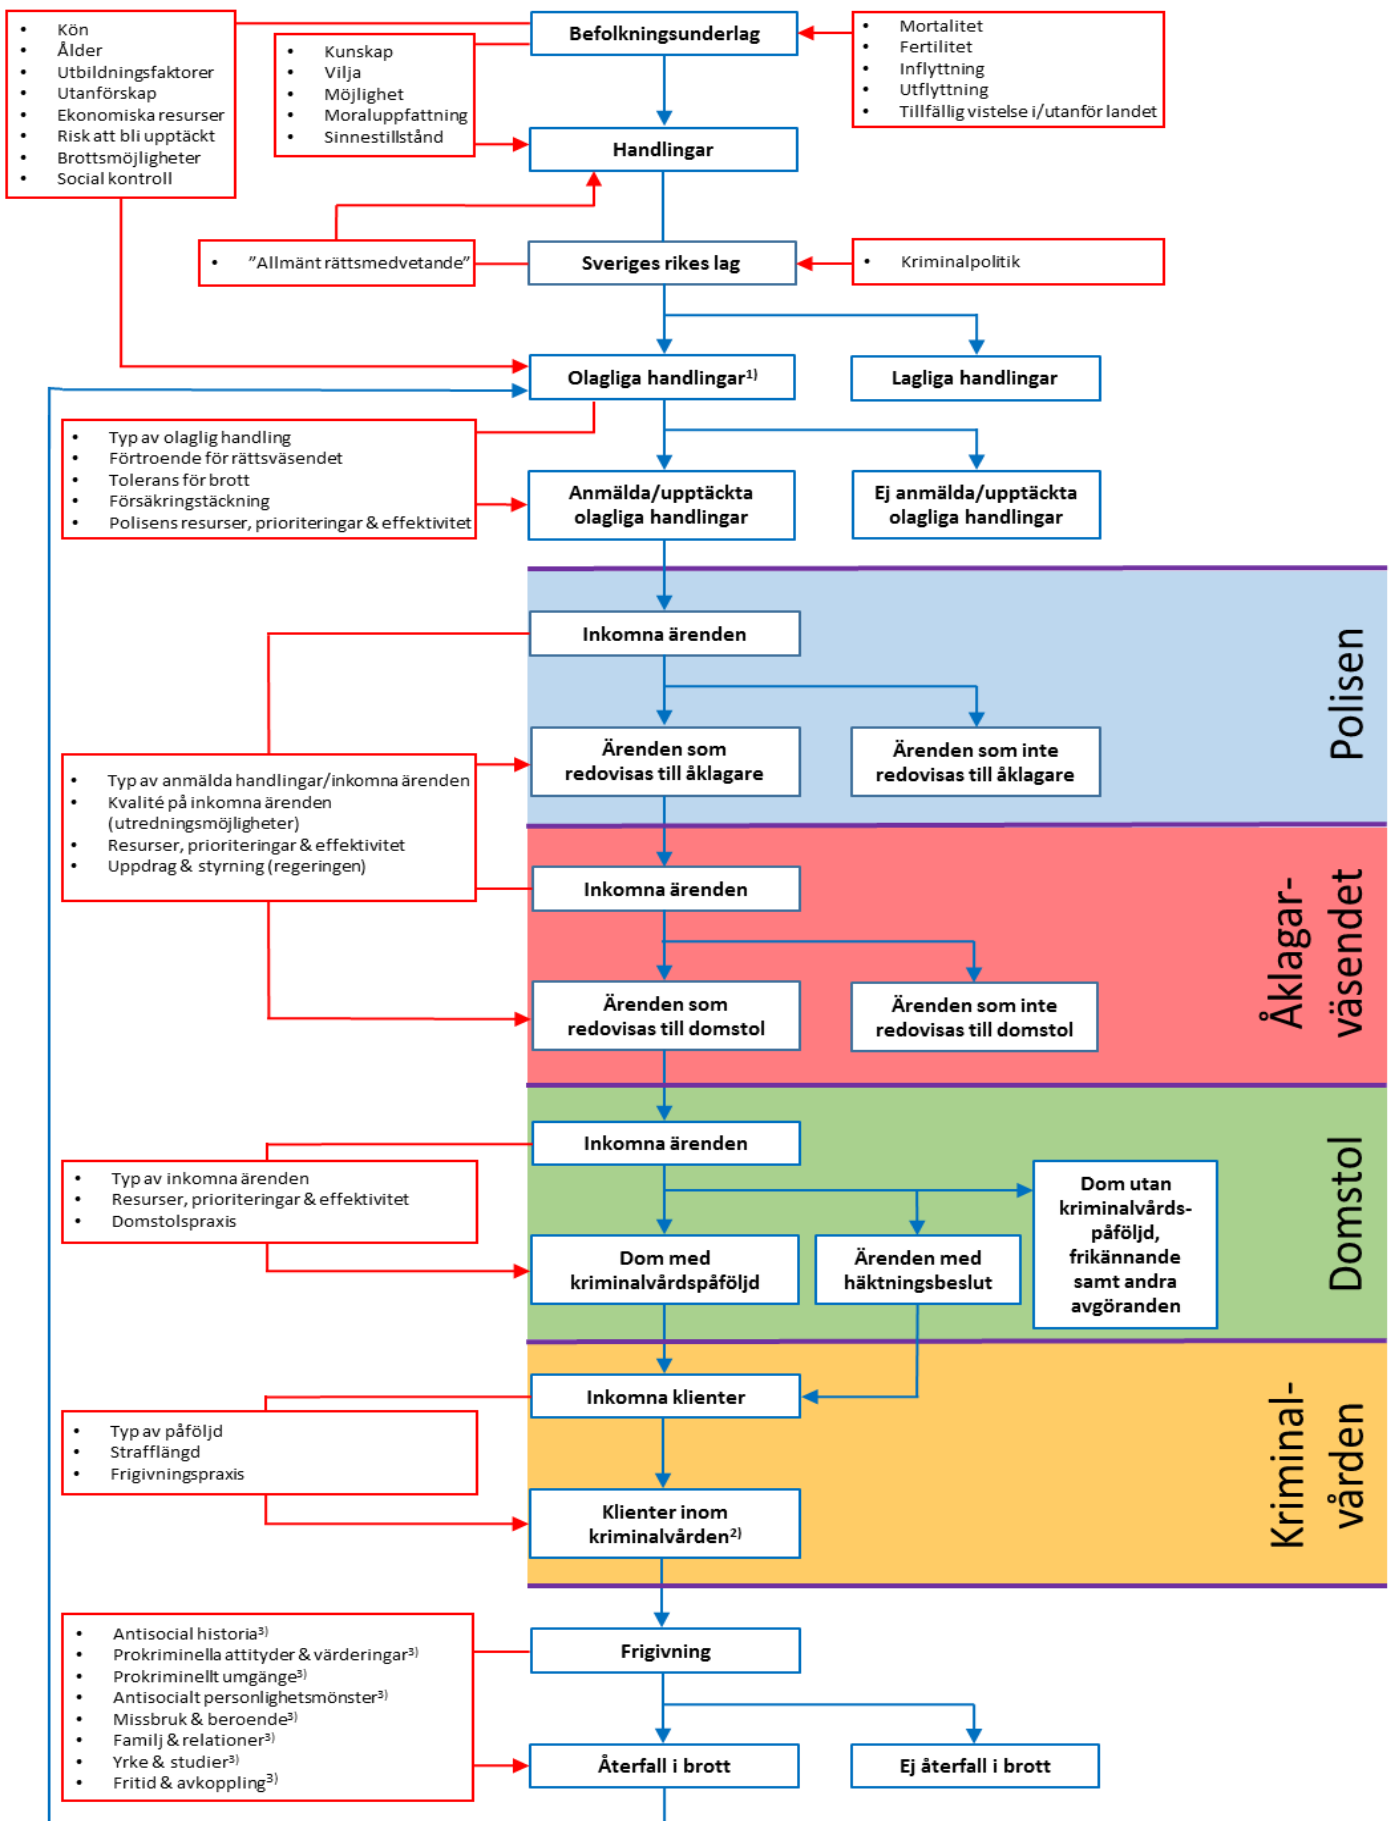 • Kön
• Ålder
• Utbildningsfaktorer
• Utanförskap
• Ekonomiska resurser
• Risk att bli upptäckt
• Brottsmöjligheter
• Social kontroll
• Kunskap
• Vilja
• Möjlighet
• Moraluppfattning
• Sinnestillstånd
Befolkningsunderlag
• Mortalitet
• Fertilitet
• Inflyttning
• Utflyttning
• Tillfällig vistelse i/utanför landet
Handlingar
• ”Allmänt rättsmedvetande”
Sveriges rikes lag
• Kriminalpolitik
Olagliga handlingar1)
Lagliga handlingar
• Typ av olaglig handling
• Förtroende för rättsväsendet
• Tolerans för brott
• Försäkringstäckning
• Polisens resurser, prioriteringar & effektivitet
Anmälda/upptäckta
olagliga handlingar
Ej anmälda/upptäckta
olagliga handlingar
Polisen
Inkomna ärenden
Ärenden som
redovisas till åklagare
Ärenden som inte
redovisas till åklagare
• Typ av anmälda handlingar/inkomna ärenden
• Kvalité på inkomna ärenden
(utredningsmöjligheter)
• Resurser, prioriteringar & effektivitet
• Uppdrag & styrning (regeringen)
Åklagar-
väsendet
Inkomna ärenden
Ärenden som
redovisas till domstol
Ärenden som inte
redovisas till domstol
Domstol
Inkomna ärenden
• Typ av inkomna ärenden
• Resurser, prioriteringar & effektivitet
• Domstolspraxis
Dom med
kriminalvårdspåföljd
Ärenden med
häktningsbeslut
Dom utan
kriminalvårds-
påföljd,
frikännande
samt andra
avgöranden
Kriminal-
vården
Inkomna klienter
• Typ av påföljd
• Strafflängd
• Frigivningspraxis
Klienter inom
kriminalvården2)
• Antisocial historia3)
• Prokriminella attityder & värderingar3)
• Prokriminellt umgänge3)
• Antisocialt personlighetsmönster3)
• Missbruk & beroende3)
• Familj & relationer3)
• Yrke & studier3)
• Fritid & avkoppling3)
Frigivning
Återfall i brott
Ej återfall i brott